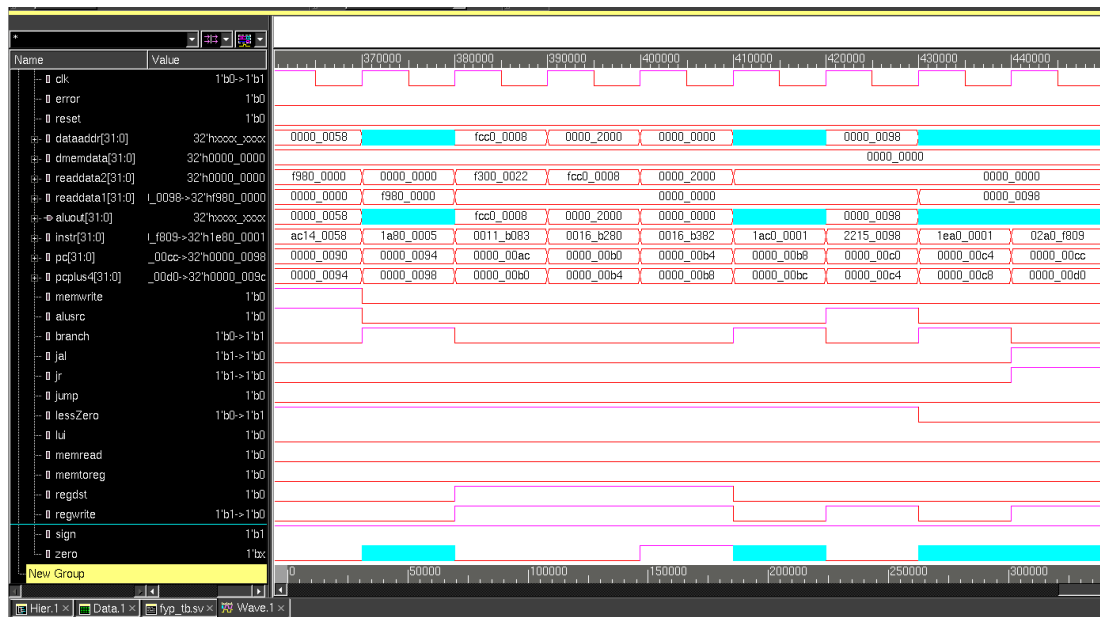 *
Name Value 370000 380000 390000 400000 410000 420000 430000 440000
clk 1'b0->1'b1
error 1'b0
reset 1'b0
dataaddr[31:0] 32'hxxxx_xxxx 0000_0058 fcc0_0008 0000_2000 0000_0000 0000_0098
dmemdata[31:0] 32'h0000_0000 0000_0000
readdata2[31:0] 32'h0000_0000 f980_0000 0000_0000 f300_0022 fcc0_0008 0000_2000 0000_0000
readdata1[31:0] l_0098->32'hf980_0000 0000_0000 f980_0000 0000_0000 0000_0098
aluout[31:0] 32'hxxxx_xxxx 0000_0058 fcc0_0008 0000_2000 0000_0000 0000_0098
instr[31:0] l_f809->32'h1e80_0001 ac14_0058 1a80_0005 0011_b083 0016_b280 0016_b382 1ac0_0001 2215_0098 1ea0_0001 02a0_f809
pc[31:0] _00cc->32'h0000_0098 0000_0090 0000_0094 0000_00ac 0000_00b0 0000_00b4 0000_00b8 0000_00c0 0000_00c4 0000_00cc
pcplus4[31:0] _00d0->32'h0000_009c 0000_0094 0000_0098 0000_00b0 0000_00b4 0000_00b8 0000_00bc 0000_00c4 0000_00c8 0000_00d0
memwrite 1'b0
alusrc 1'b0
branch 1'b0->1'b1
jal 1'b1->1'b0
jr 1'b1->1'b0
jump 1'b0
lessZero 1'b0->1'b1
lui 1'b0
memread 1'b0
memtoreg 1'b0
regdst 1'b0
regwrite 1'b1->1'b0
sign 1'b1
zero 1'bx
New Group 0 50000 100000 150000 200000 250000 300000
Hier.1 Data.1 fyp_tb.sv Wave.1